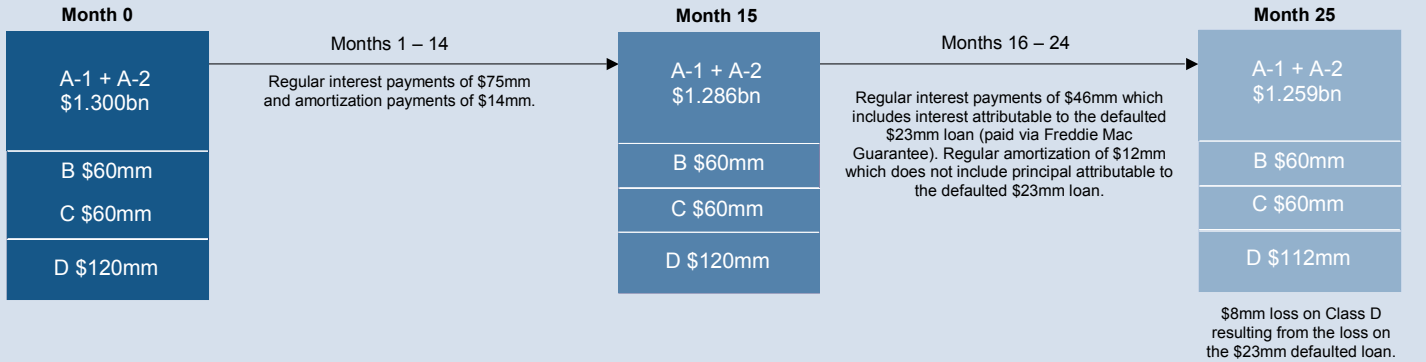 Month 0
A-1 + A-2
$1.300bn
B $60mm
C $60mm
D $120mm
Months 1 – 14
Regular interest payments of $75mm
and amortization payments of $14mm.
Month 15
A-1 + A-2
$1.286bn
B $60mm
C $60mm
D $120mm
Months 16 – 24
Regular interest payments of $46mm which
includes interest attributable to the defaulted
$23mm loan (paid via Freddie Mac
Guarantee). Regular amortization of $12mm
which does not include principal attributable to
the defaulted $23mm loan.
Month 25
A-1 + A-2
$1.259bn
B $60mm
C $60mm
D $112mm
$8mm loss on Class D
resulting from the loss on
the $23mm defaulted loan.